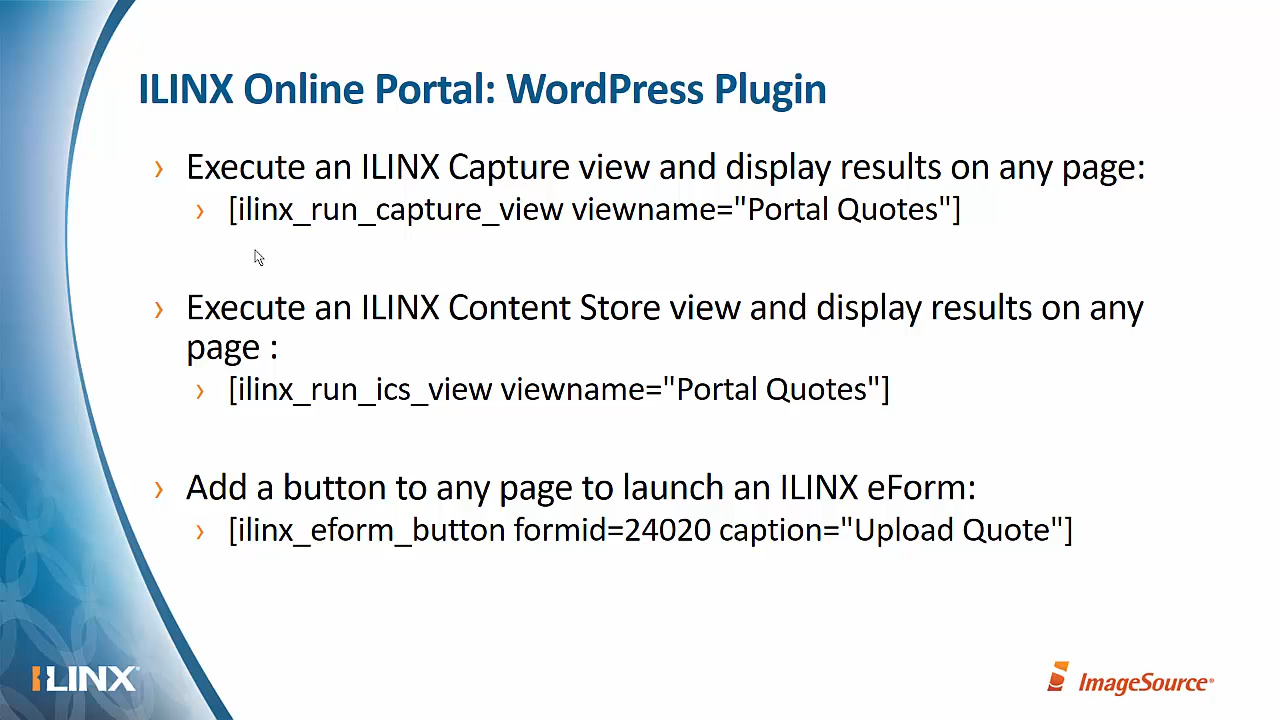 ILINX Online Portal: WordPress Plugin
› Execute an ILINX Capture view and display results on any page:
› [ilinx_run_capture_view viewname="Portal Quotes"]
› Execute an ILINX Content Store view and display results on any
page :
› [ilinx_run_ics_view viewname="Portal Quotes"]
› Add a button to any page to launch an ILINX eForm:
› [ilinx_eform_button formid=24020 caption="Upload Quote"]
ILINX®
ImageSource®